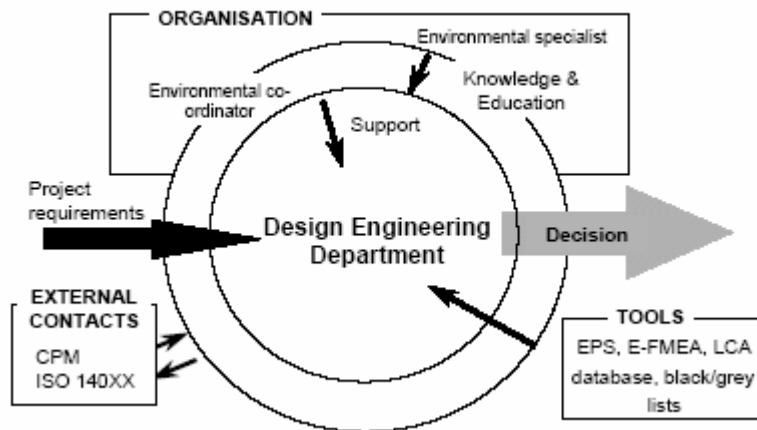 ORGANISATION
Environmental specialist
Environmental co-
ordinator
Knowledge &
Education
Support
Project
requirements
Design Engineering
Department
Decision
EXTERNAL
CONTACTS
CPM
ISO 140XX
TOOLS
EPS, E-FMEA, LCA
database, black/grey
lists